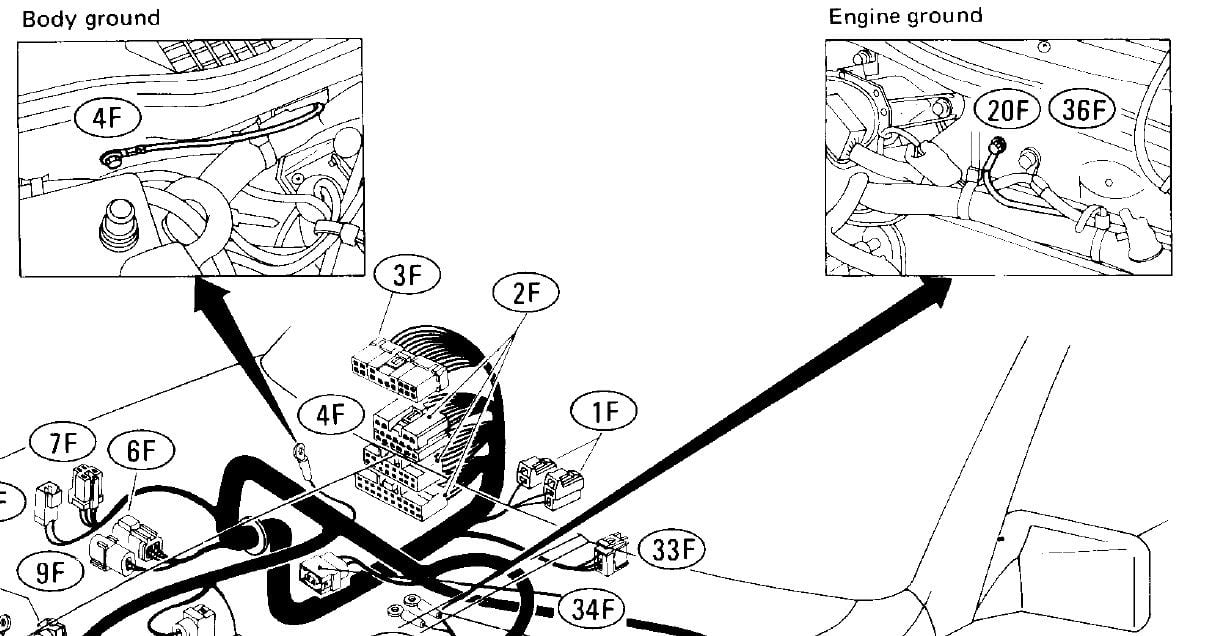 Body ground
Engine ground
4F
20F 36F
3F
2F
4F
1F
7F
6F
F
9F
33F
34F